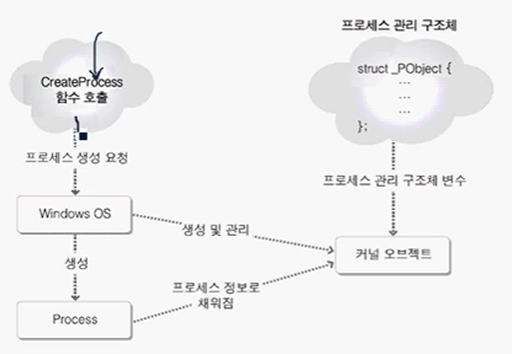 프로세스 관리 구조체
CreateProcess
함수 호출
struct _PObject {
...
...
...
};
프로세스 생성 요청
프로세스 관리 구조체 변수
Windows OS
생성 및 관리
커널 오브젝트
생성
프로세스 정보로
채워짐
Process